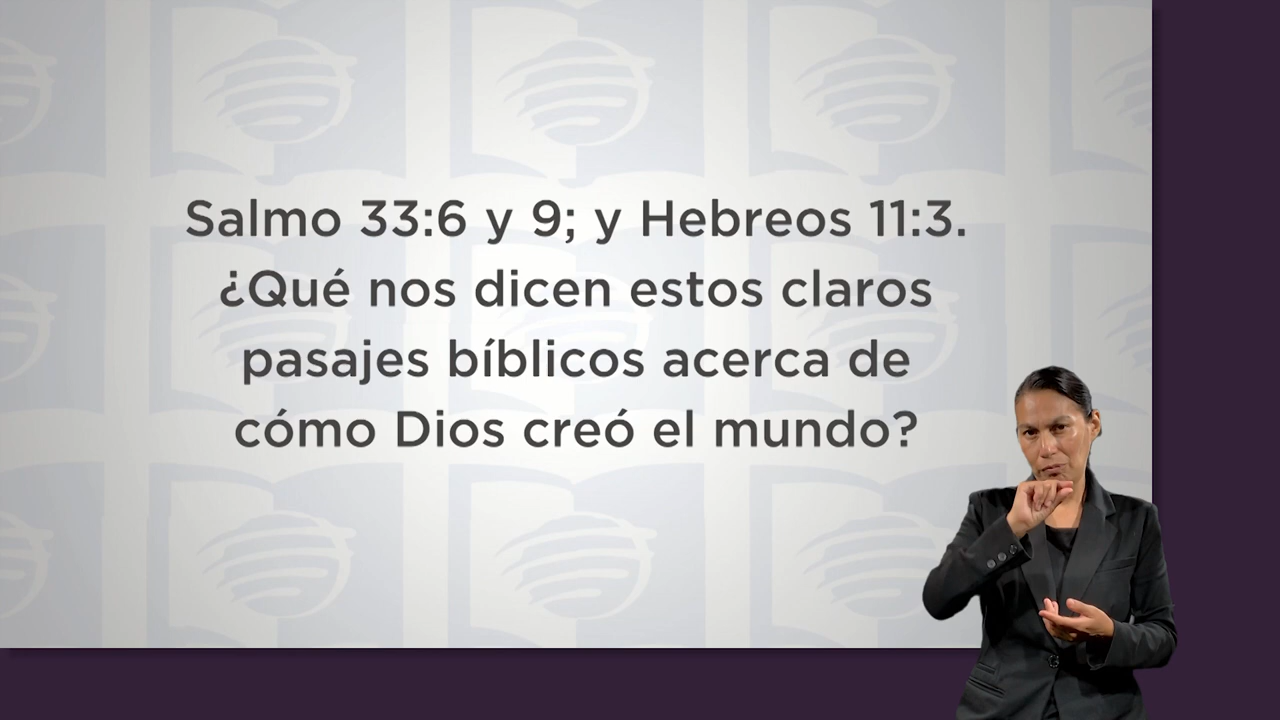 Salmo 33:6 y 9; y Hebreos 11:3.
¿Qué nos dicen estos claros
pasajes bíblicos acerca de
cómo Dios creó el mundo?